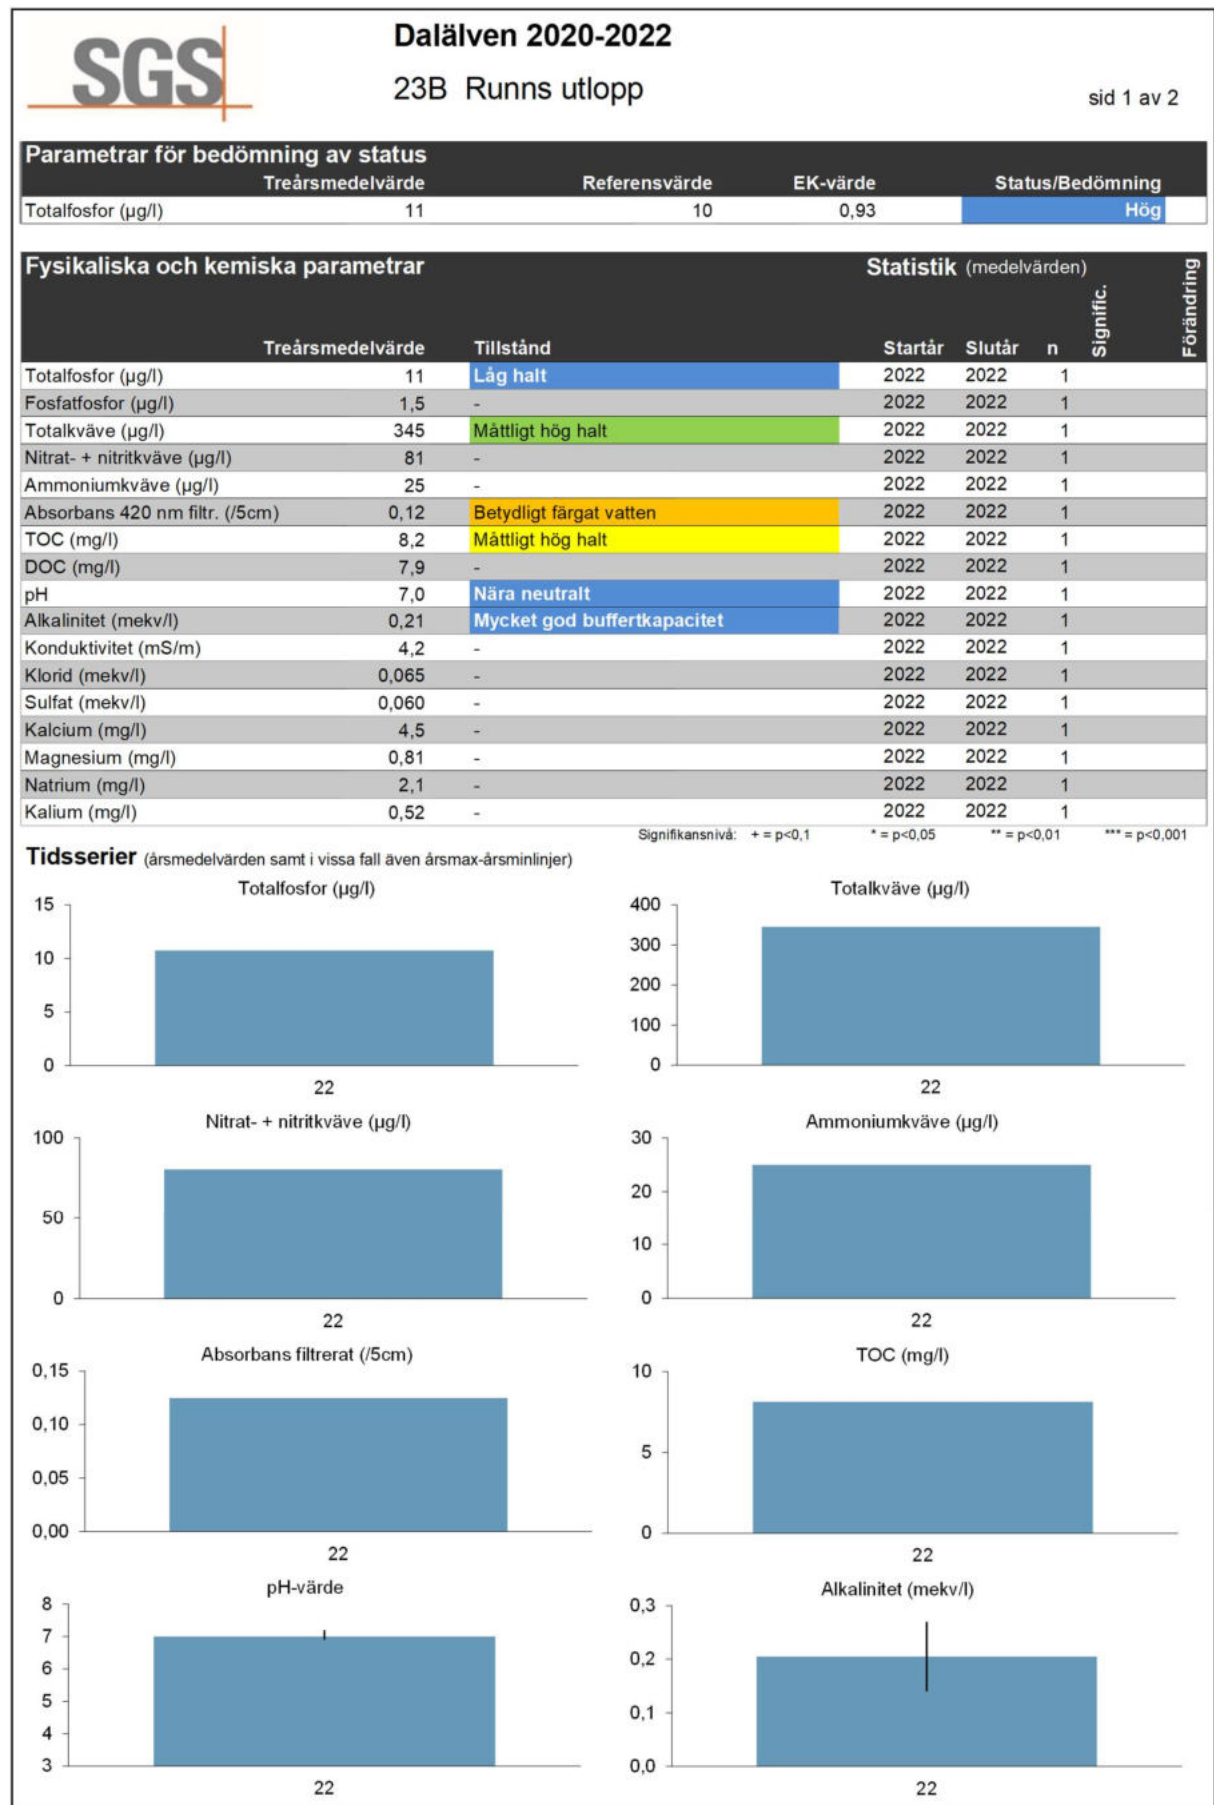 SGS
Dalälven 2020-2022
23B Runns utlopp
sid 1 av 2
Parametrar för bedömning av status
Treårsmedelvärde Referensvärde EK-värde Status/Bedömning
Totalfosfor (µg/l) 11 10 0,93 Hög
Fysikaliska och kemiska parametrar Statistik (medelvärden)
Treårsmedelvärde Tillstånd Startår Slutår n Signific. Förändring
Totalfosfor (µg/l) 11 Låg halt 2022 2022 1
Fosfatfosfor (µg/l) 1,5 - 2022 2022 1
Totalkväve (µg/l) 345 Måttligt hög halt 2022 2022 1
Nitrat- + nitritkväve (µg/l) 81 - 2022 2022 1
Ammoniumkväve (µg/l) 25 - 2022 2022 1
Absorbans 420 nm filtr. (/5cm) 0,12 Betydligt färgat vatten 2022 2022 1
TOC (mg/l) 8,2 Måttligt hög halt 2022 2022 1
DOC (mg/l) 7,9 - 2022 2022 1
pH 7,0 Nära neutralt 2022 2022 1
Alkalinitet (mekv/l) 0,21 Mycket god buffertkapacitet 2022 2022 1
Konduktivitet (mS/m) 4,2 - 2022 2022 1
Klorid (mekv/l) 0,065 - 2022 2022 1
Sulfat (mekv/l) 0,060 - 2022 2022 1
Kalcium (mg/l) 4,5 - 2022 2022 1
Magnesium (mg/l) 0,81 - 2022 2022 1
Natrium (mg/l) 2,1 - 2022 2022 1
Kalium (mg/l) 0,52 - 2022 2022 1
Signifikansnivå: + = p<0,1 * = p<0,05 ** = p<0,01 *** = p<0,001
Tidsserier (årsmedelvärden samt i vissa fall även årsmax-årsminlinjer)
Totalfosfor (µg/l)
15
10
5
0
22
Totalkväve (µg/l)
400
300
200
100
0
22
Nitrat- + nitritkväve (µg/l)
100
50
0
22
Ammoniumkväve (µg/l)
30
20
10
0
22
Absorbans filtrerat (/5cm)
0,15
0,10
0,05
0,00
22
TOC (mg/l)
10
5
0
22
pH-värde
8
7
6
5
4
3
22
Alkalinitet (mekv/l)
0,3
0,2
0,1
0,0
22